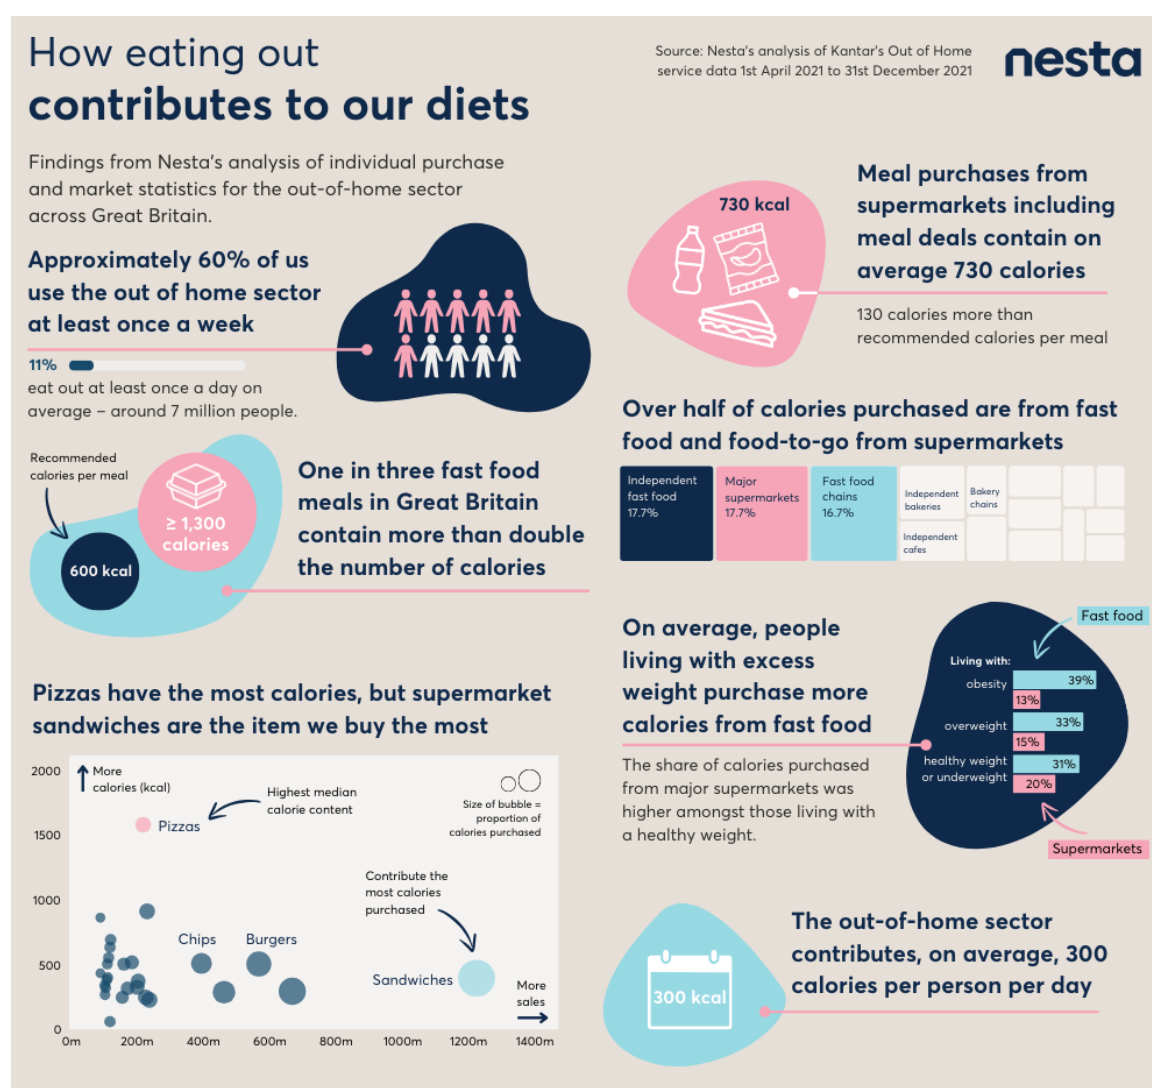 How eating out
contributes to our diets
Source: Nesta's analysis of Kantar's Out of Home
service data 1st April 2021 to 31st December 2021
nesta
Findings from Nesta's analysis of individual purchase
and market statistics for the out-of-home sector
across Great Britain.
Approximately 60% of us
use the out of home sector
at least once a week
11%
eat out at least once a day on
average – around 7 million people.
730 kcal
Meal purchases from
supermarkets including
meal deals contain on
average 730 calories
130 calories more than
recommended calories per meal
Recommended
calories per meal
≥ 1,300
calories
600 kcal
One in three fast food
meals in Great Britain
contain more than double
the number of calories
Over half of calories purchased are from fast
food and food-to-go from supermarkets
Independent
fast food
17.7%
Major
supermarkets
17.7%
Fast food
chains
16.7%
Independent
bakeries
Independent
cafes
Bakery
chains
On average, people
living with excess
weight purchase more
calories from fast food
The share of calories purchased
from major supermarkets was
higher amongst those living with
a healthy weight.
Fast food
Living with:
obesity
39%
13%
overweight
33%
15%
healthy weight
or underweight
31%
20%
Supermarkets
Pizzas have the most calories, but supermarket
sandwiches are the item we buy the most
2000
1500
1000
500
0
More
calories (kcal)
Highest median
calorie content
Pizzas
Size of bubble =
proportion of
calories purchased
Contribute the
most calories
purchased
Chips
Burgers
Sandwiches
More
sales
0m
200m
400m
600m
800m
1000m
1200m
1400m
300 kcal
The out-of-home sector
contributes, on average, 300
calories per person per day